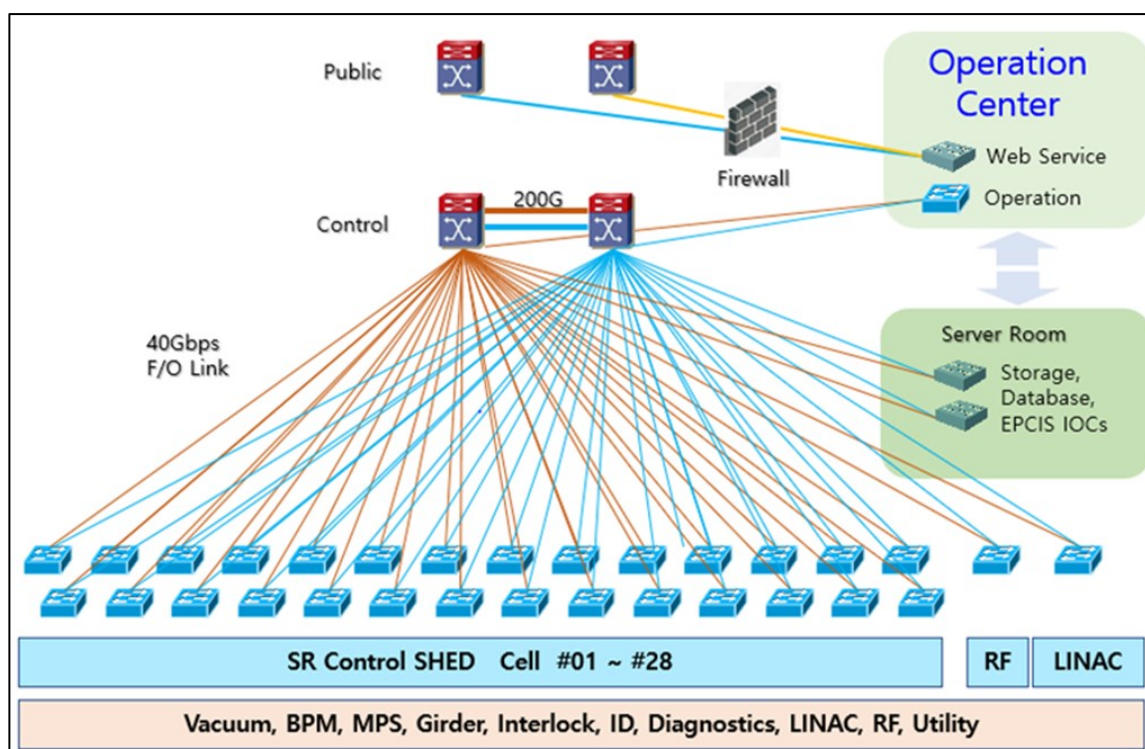 Public
Operation
Center
Web Service
Firewall
Operation
200G
Control
40Gbps
F/O Link
Server Room
Storage,
Database,
EPCIS IOCs
SR Control SHED Cell #01 ~ #28
RF
LINAC
Vacuum, BPM, MPS, Girder, Interlock, ID, Diagnostics, LINAC, RF, Utility